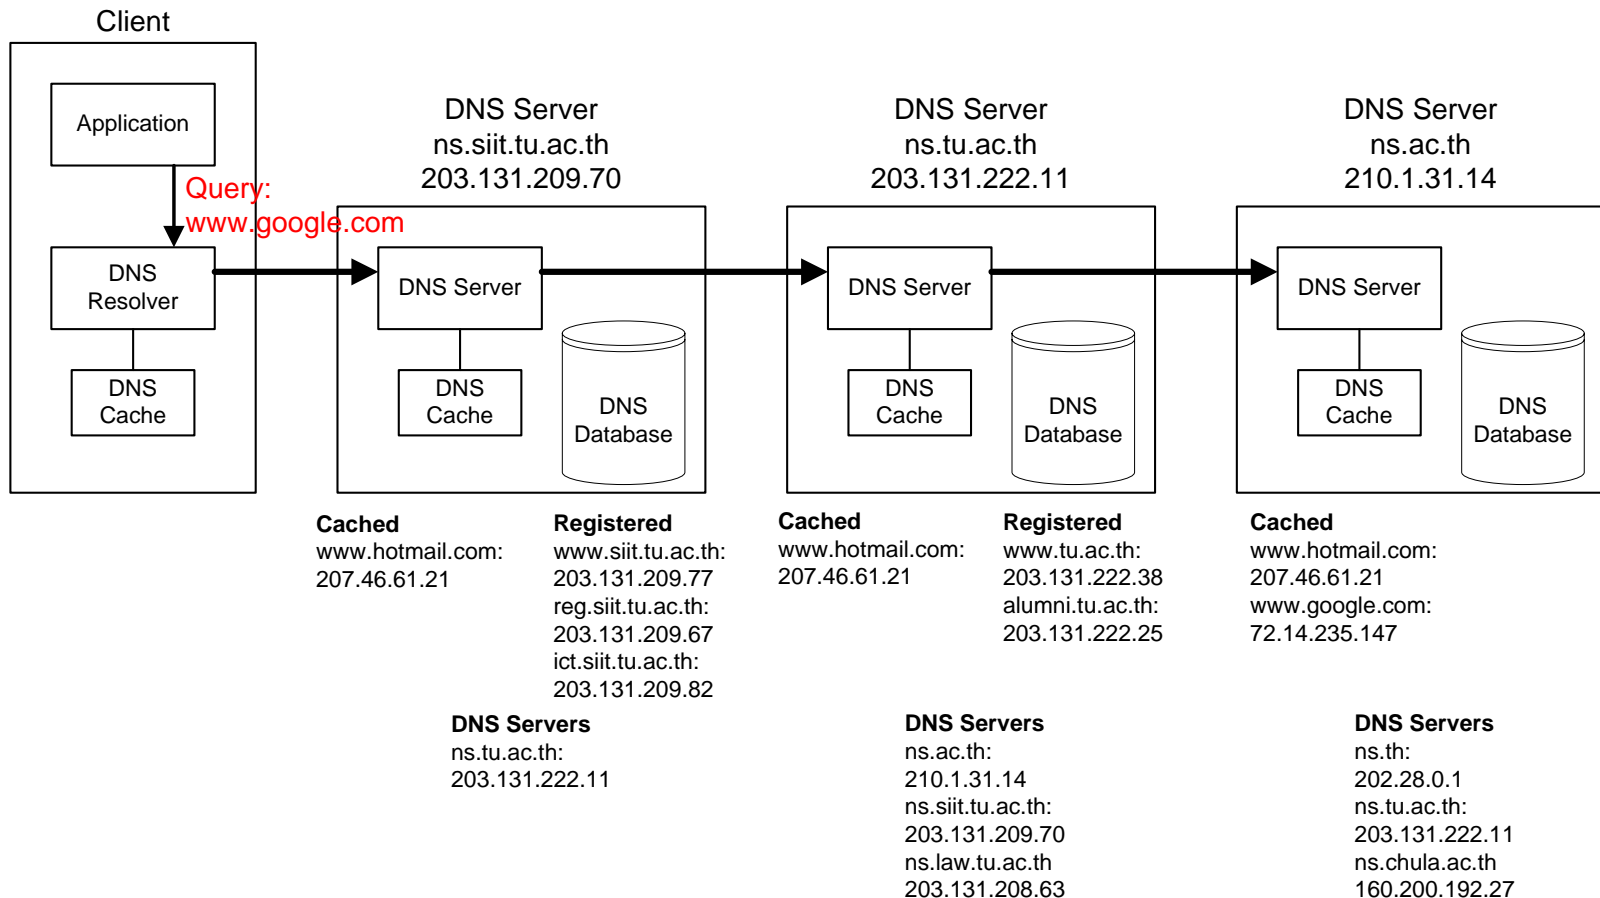 Client
Application
Query:
www.google.com
DNS
Resolver
DNS
Cache
DNS Server
ns.siit.tu.ac.th
203.131.209.70
DNS Server
DNS
Cache
DNS
Database
Cached
www.hotmail.com:
207.46.61.21
Registered
www.siit.tu.ac.th:
203.131.209.77
reg.siit.tu.ac.th:
203.131.209.67
ict.siit.tu.ac.th:
203.131.209.82
DNS Servers
ns.tu.ac.th:
203.131.222.11
DNS Server
ns.tu.ac.th
203.131.222.11
DNS Server
DNS
Cache
DNS
Database
Cached
www.hotmail.com:
207.46.61.21
Registered
www.tu.ac.th:
203.131.222.38
alumni.tu.ac.th:
203.131.222.25
DNS Servers
ns.ac.th:
210.1.31.14
ns.siit.tu.ac.th:
203.131.209.70
ns.law.tu.ac.th
203.131.208.63
DNS Server
ns.ac.th
210.1.31.14
DNS Server
DNS
Cache
DNS
Database
Cached
www.hotmail.com:
207.46.61.21
www.google.com:
72.14.235.147
DNS Servers
ns.th:
202.28.0.1
ns.tu.ac.th:
203.131.222.11
ns.chula.ac.th
160.200.192.27